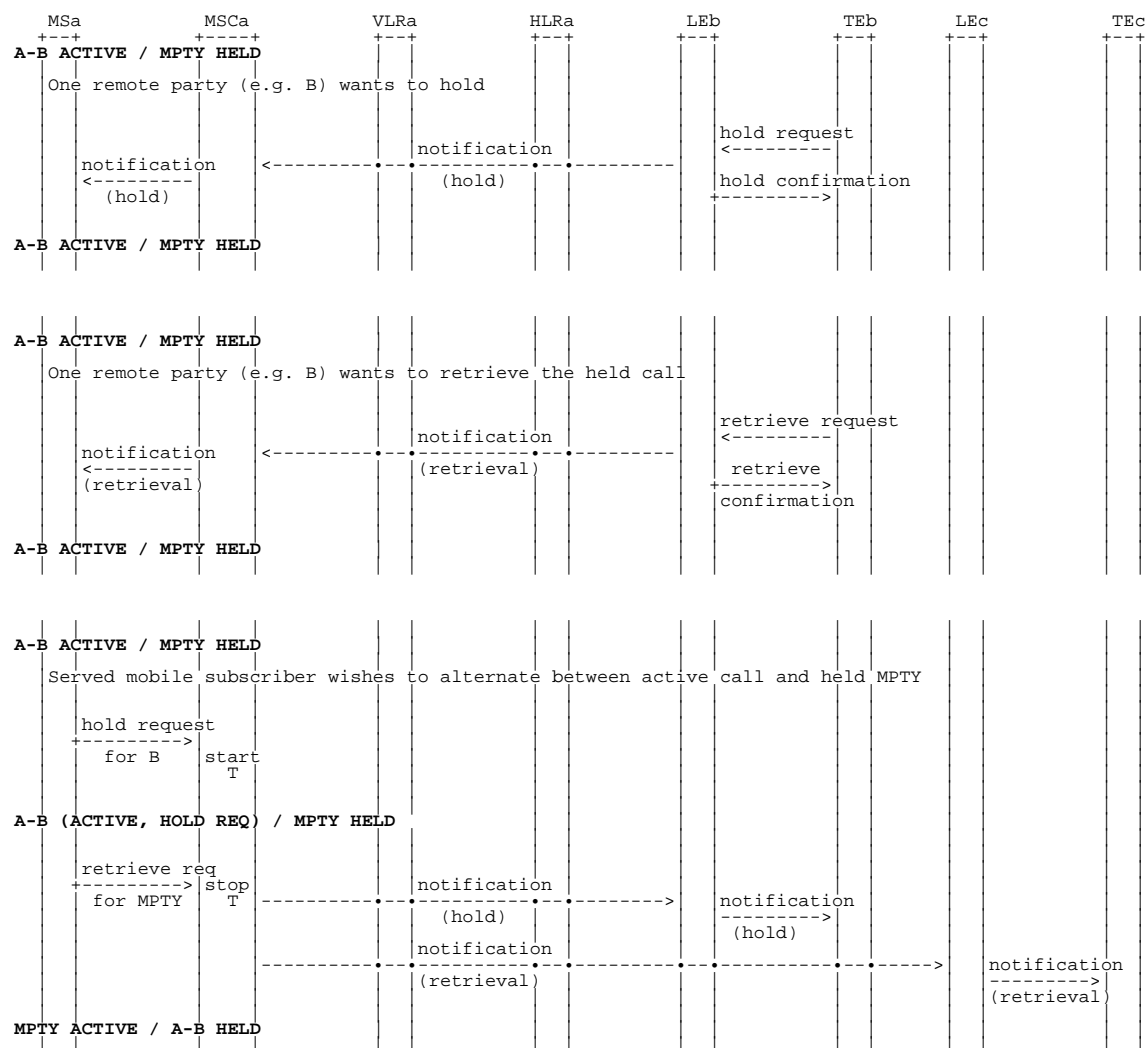 MSa MSCa VLRa HLRa LEb TEb LEc TEc
A-B ACTIVE / MPTY HELD
One remote party (e.g. B) wants to hold
hold request
notification
notification
(hold)
hold confirmation
(hold)
A-B ACTIVE / MPTY HELD
A-B ACTIVE / MPTY HELD
One remote party (e.g. B) wants to retrieve the held call
retrieve request
notification
notification
(retrieval)
retrieve
(retrieval)
confirmation
A-B ACTIVE / MPTY HELD
A-B ACTIVE / MPTY HELD
Served mobile subscriber wishes to alternate between active call and held MPTY
hold request
for B start
T
A-B (ACTIVE, HOLD REQ) / MPTY HELD
retrieve req
stop notification
for MPTY T notification
(hold)
(hold)
notification
notification
(retrieval)
(retrieval)
MPTY ACTIVE / A-B HELD